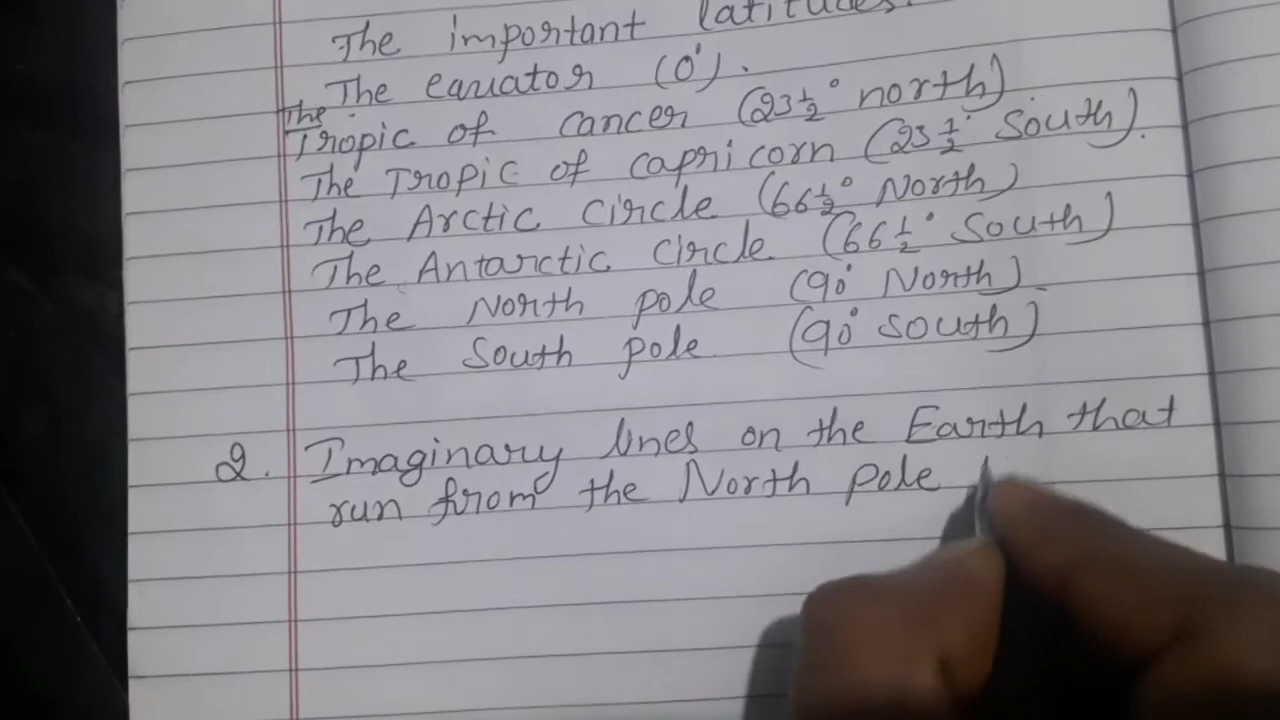 The important latitudes.
The equator (0°).
The
Tropic of cancer (23½° north)
The Tropic of capricorn (23½° South).
The Arctic Circle (66½° North)
The Antarctic Circle (66½° South)
The North pole (90° North)
The South pole (90° South)
2. Imaginary lines on the Earth that
run from the North pole